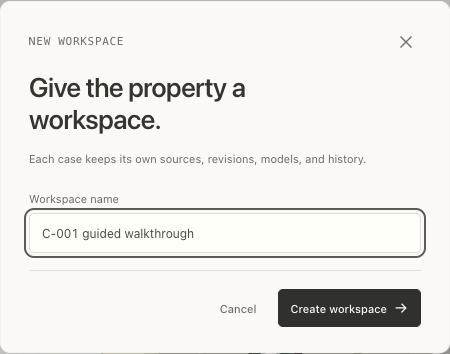 NEW WORKSPACE
Give the property a
workspace.
Each case keeps its own sources, revisions, models, and history.
Workspace name
C-001 guided walkthrough
Cancel
Create workspace →